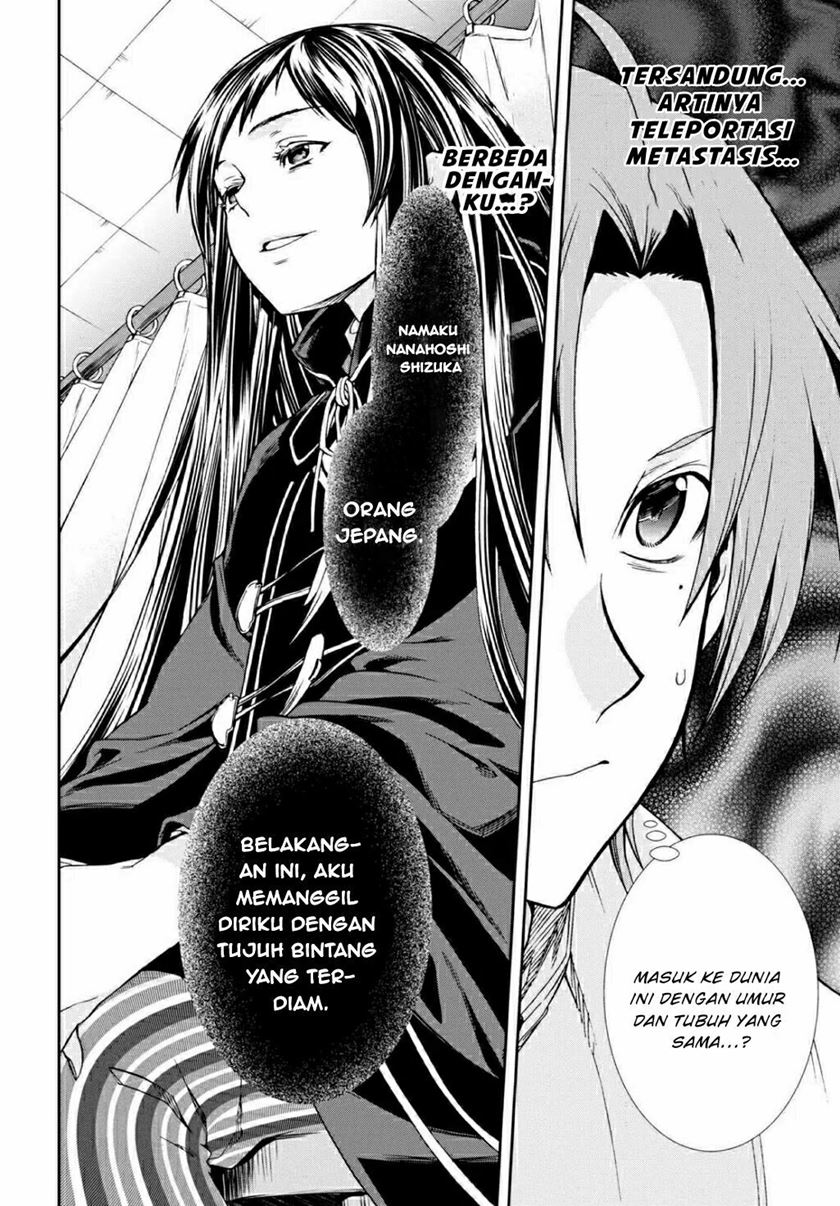 TERSANDUNG...
ARTINYA
TELEPORTASI
METASTASIS...
MASUK KE DUNIA
INI DENGAN UMUR
DAN TUBUH YANG
SAMA...?
BERBEDA
DENGAN-
KU...?
NAMAKU
NANAHOSHI
SHIZUKA
ORANG
JEPANG.
BELAKANG-
AN INI, AKU
MEMANGGIL
DIRIKU DENGAN
TUJUH BINTANG
YANG TER-
DIAM.